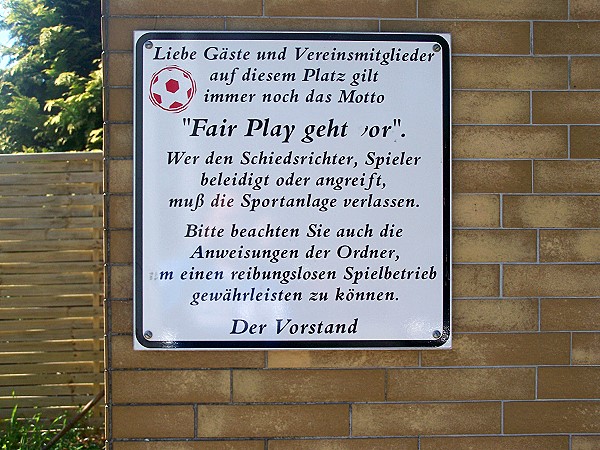 Liebe Gäste und Vereinsmitglieder
auf diesem Platz gilt
immer noch das Motto
"Fair Play geht vor".
Wer den Schiedsrichter, Spieler
beleidigt oder angreift,
muß die Sportanlage verlassen.
Bitte beachten Sie auch die
Anweisungen der Ordner,
um einen reibungslosen Spielbetrieb
gewährleisten zu können.
Der Vorstand